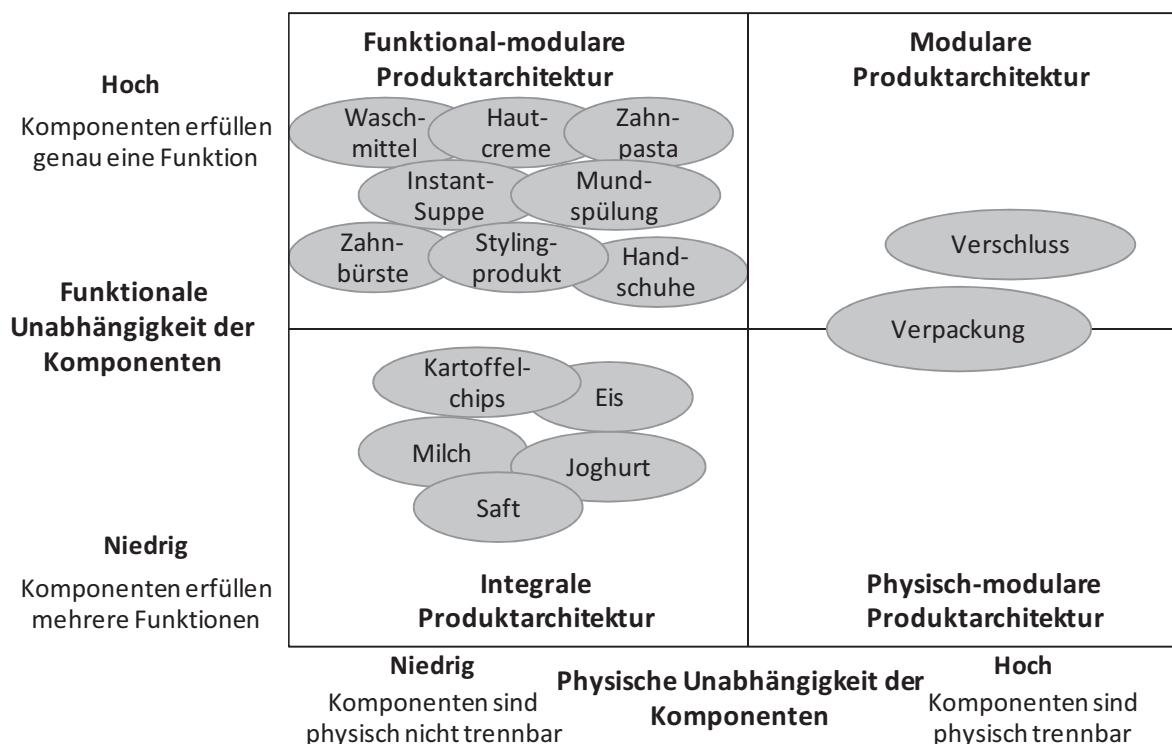 Funktional-modulare
Produktarchitektur
Modulare
Produktarchitektur
Hoch
Komponenten erfüllen
genau eine Funktion
Wasch-
mittel
Haut-
creme
Zahn-
pasta
Instant-
Suppe
Mund-
spülung
Zahn-
bürste
Styling-
produkt
Hand-
schuhe
Verschluss
Verpackung
Funktionale
Unabhängigkeit der
Komponenten
Kartoffel-
chips
Eis
Milch
Joghurt
Saft
Niedrig
Komponenten erfüllen
mehrere Funktionen
Integrale
Produktarchitektur
Physisch-modulare
Produktarchitektur
Niedrig
Komponenten sind
physisch nicht trennbar
Physische Unabhängigkeit der
Komponenten
Hoch
Komponenten sind
physisch trennbar